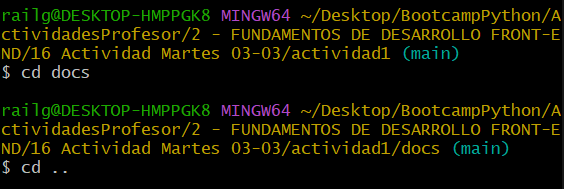 railg@DESKTOP-HMPPGK8 MINGW64 ~/Desktop/BootcampPython/A
ctividadesProfesor/2 - FUNDAMENTOS DE DESARROLLO FRONT-E
ND/16 Actividad Martes 03-03/actividad1 (main)
$ cd docs
railg@DESKTOP-HMPPGK8 MINGW64 ~/Desktop/BootcampPython/A
ctividadesProfesor/2 - FUNDAMENTOS DE DESARROLLO FRONT-E
ND/16 Actividad Martes 03-03/actividad1/docs (main)
$ cd ..